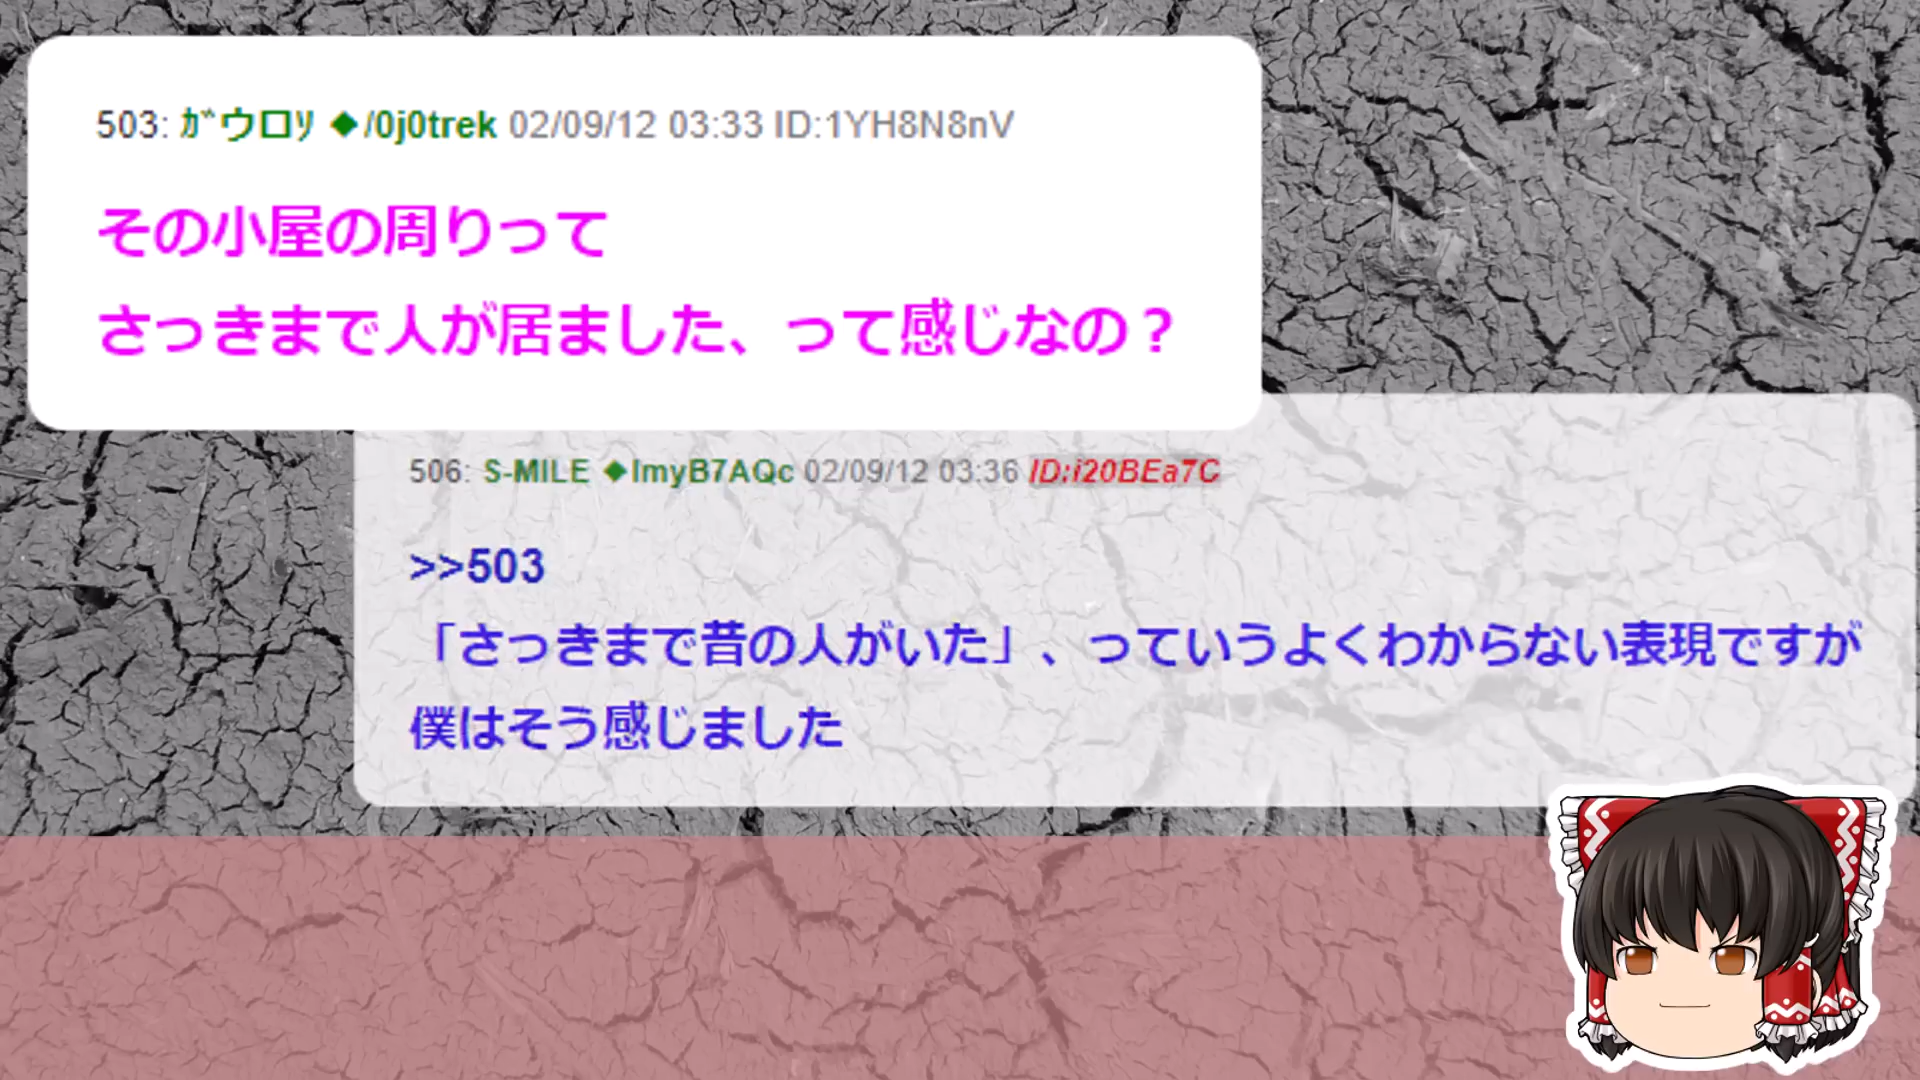 503: ｶﾞウロﾘ ◆/0j0trek 02/09/12 03:33 ID:1YH8N8nV
その小屋の周りって
さっきまで人が居ました、って感じなの？
506: S-MILE ◆ImyB7AQc 02/09/12 03:36 ID:i20BEa7C
>>503
「さっきまで昔の人がいた」、っていうよくわからない表現ですが
僕はそう感じました